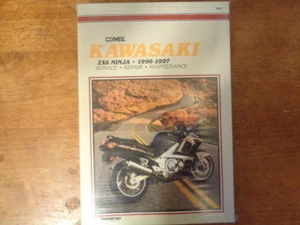 CLYMER
KAWASAKI
ZX6 NINJA • 1990-1997
SERVICE • REPAIR • MAINTENANCE